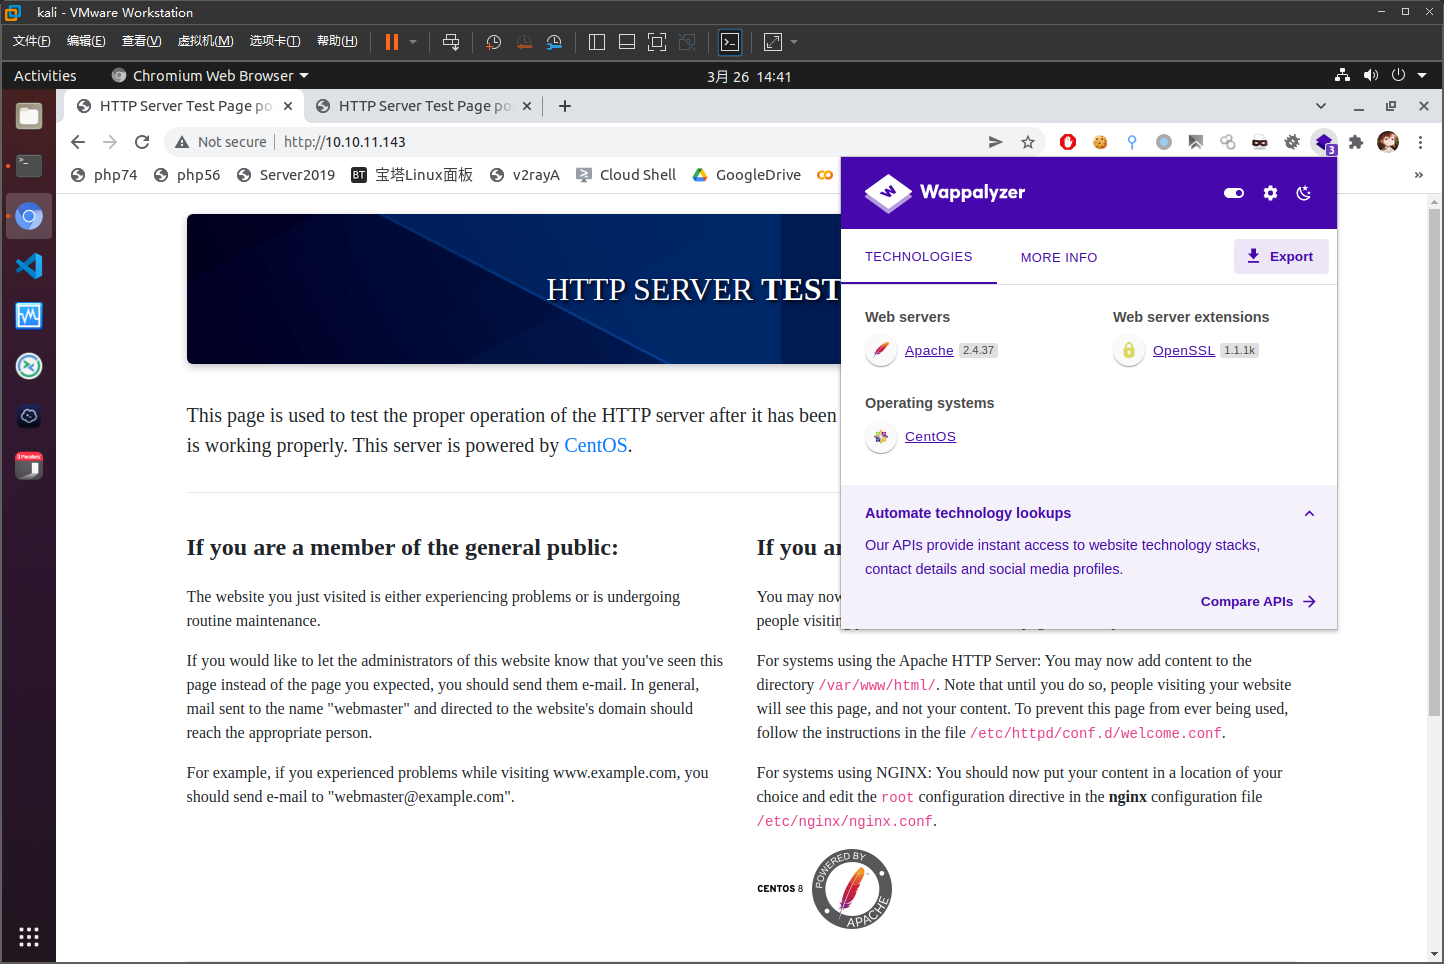 kali - VMware Workstation
文件(F) 编辑(E) 查看(V) 虚拟机(M) 选项卡(T) 帮助(H)
Activities Chromium Web Browser 3月 26 14:41
HTTP Server Test Page po HTTP Server Test Page po
Not secure http://10.10.11.143
3
php74 php56 Server2019 BT 宝塔Linux面板 v2rayA Cloud Shell GoogleDrive »
Wappalyzer
TECHNOLOGIES MORE INFO Export
Web servers
Apache 2.4.37
Web server extensions
OpenSSL 1.1.1k
Operating systems
CentOS
Automate technology lookups
Our APIs provide instant access to website technology stacks,
contact details and social media profiles.
Compare APIs
HTTP SERVER TEST
This page is used to test the proper operation of the HTTP server after it has been
is working properly. This server is powered by CentOS.
If you are a member of the general public:
The website you just visited is either experiencing problems or is undergoing
routine maintenance.
If you would like to let the administrators of this website know that you've seen this
page instead of the page you expected, you should send them e-mail. In general,
mail sent to the name "webmaster" and directed to the website's domain should
reach the appropriate person.
For example, if you experienced problems while visiting www.example.com, you
should send e-mail to "webmaster@example.com".
If you
You may now
people
For systems using the Apache HTTP Server: You may now add content to the
directory /var/www/html/. Note that until you do so, people visiting your website
will see this page, and not your content. To prevent this page from ever being used,
follow the instructions in the file /etc/httpd/conf.d/welcome.conf.
For systems using NGINX: You should now put your content in a location of your
choice and edit the root configuration directive in the nginx configuration file
/etc/nginx/nginx.conf.
CENTOS 8
POWERED BY
APACHE